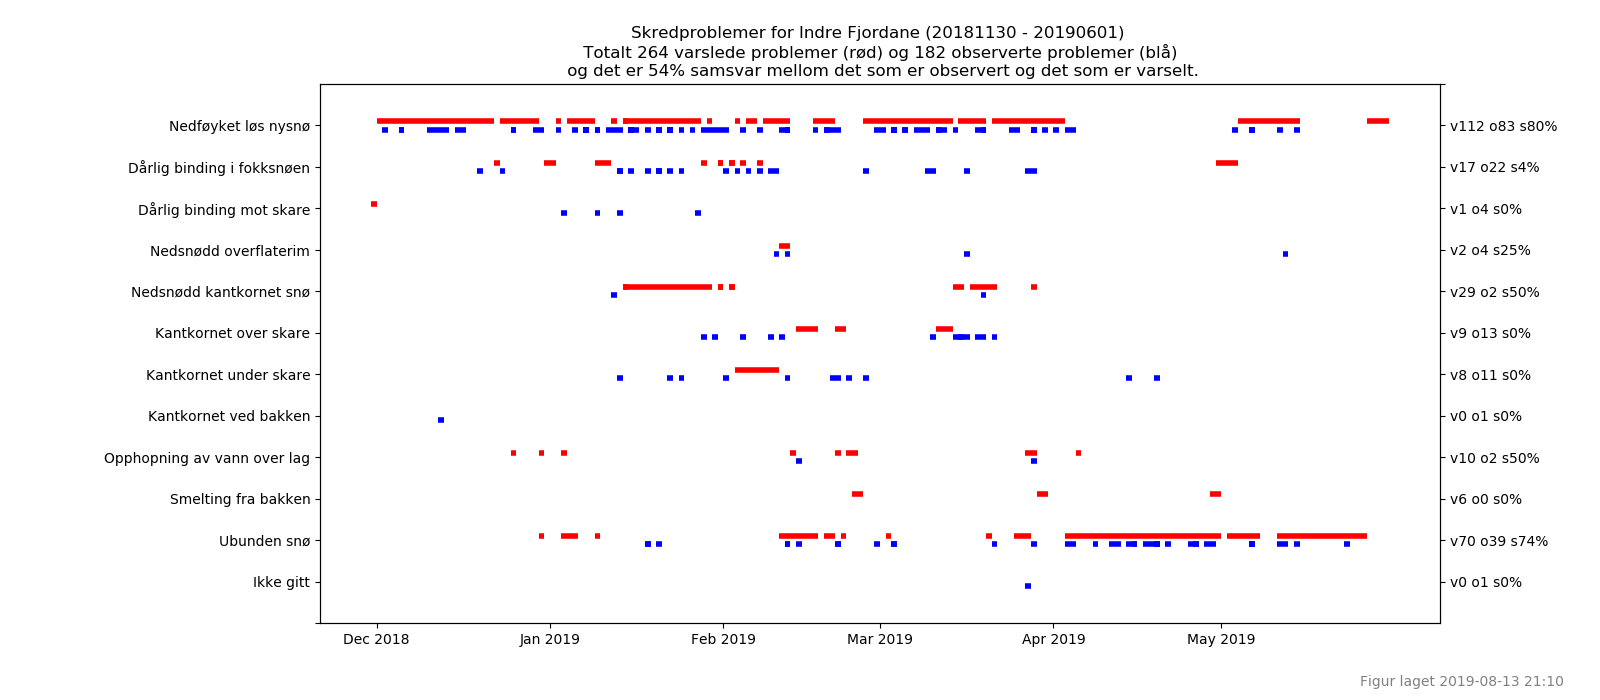 Skredproblemer for Indre Fjordane (20181130 - 20190601)
Totalt 264 varslede problemer (rød) og 182 observerte problemer (blå)
og det er 54% samsvar mellom det som er observert og det som er varselt.
Nedføyket løs nysnø v112 o83 s80%
Dårlig binding i fokksnøen v17 o22 s4%
Dårlig binding mot skare v1 o4 s0%
Nedsnødd overflaterim v2 o4 s25%
Nedsnødd kantkornet snø v29 o2 s50%
Kantkornet over skare v9 o13 s0%
Kantkornet under skare v8 o11 s0%
Kantkornet ved bakken v0 o1 s0%
Opphopning av vann over lag v10 o2 s50%
Smelting fra bakken v6 o0 s0%
Ubunden snø v70 o39 s74%
Ikke gitt v0 o1 s0%
Dec 2018 Jan 2019 Feb 2019 Mar 2019 Apr 2019 May 2019
Figur laget 2019-08-13 21:10